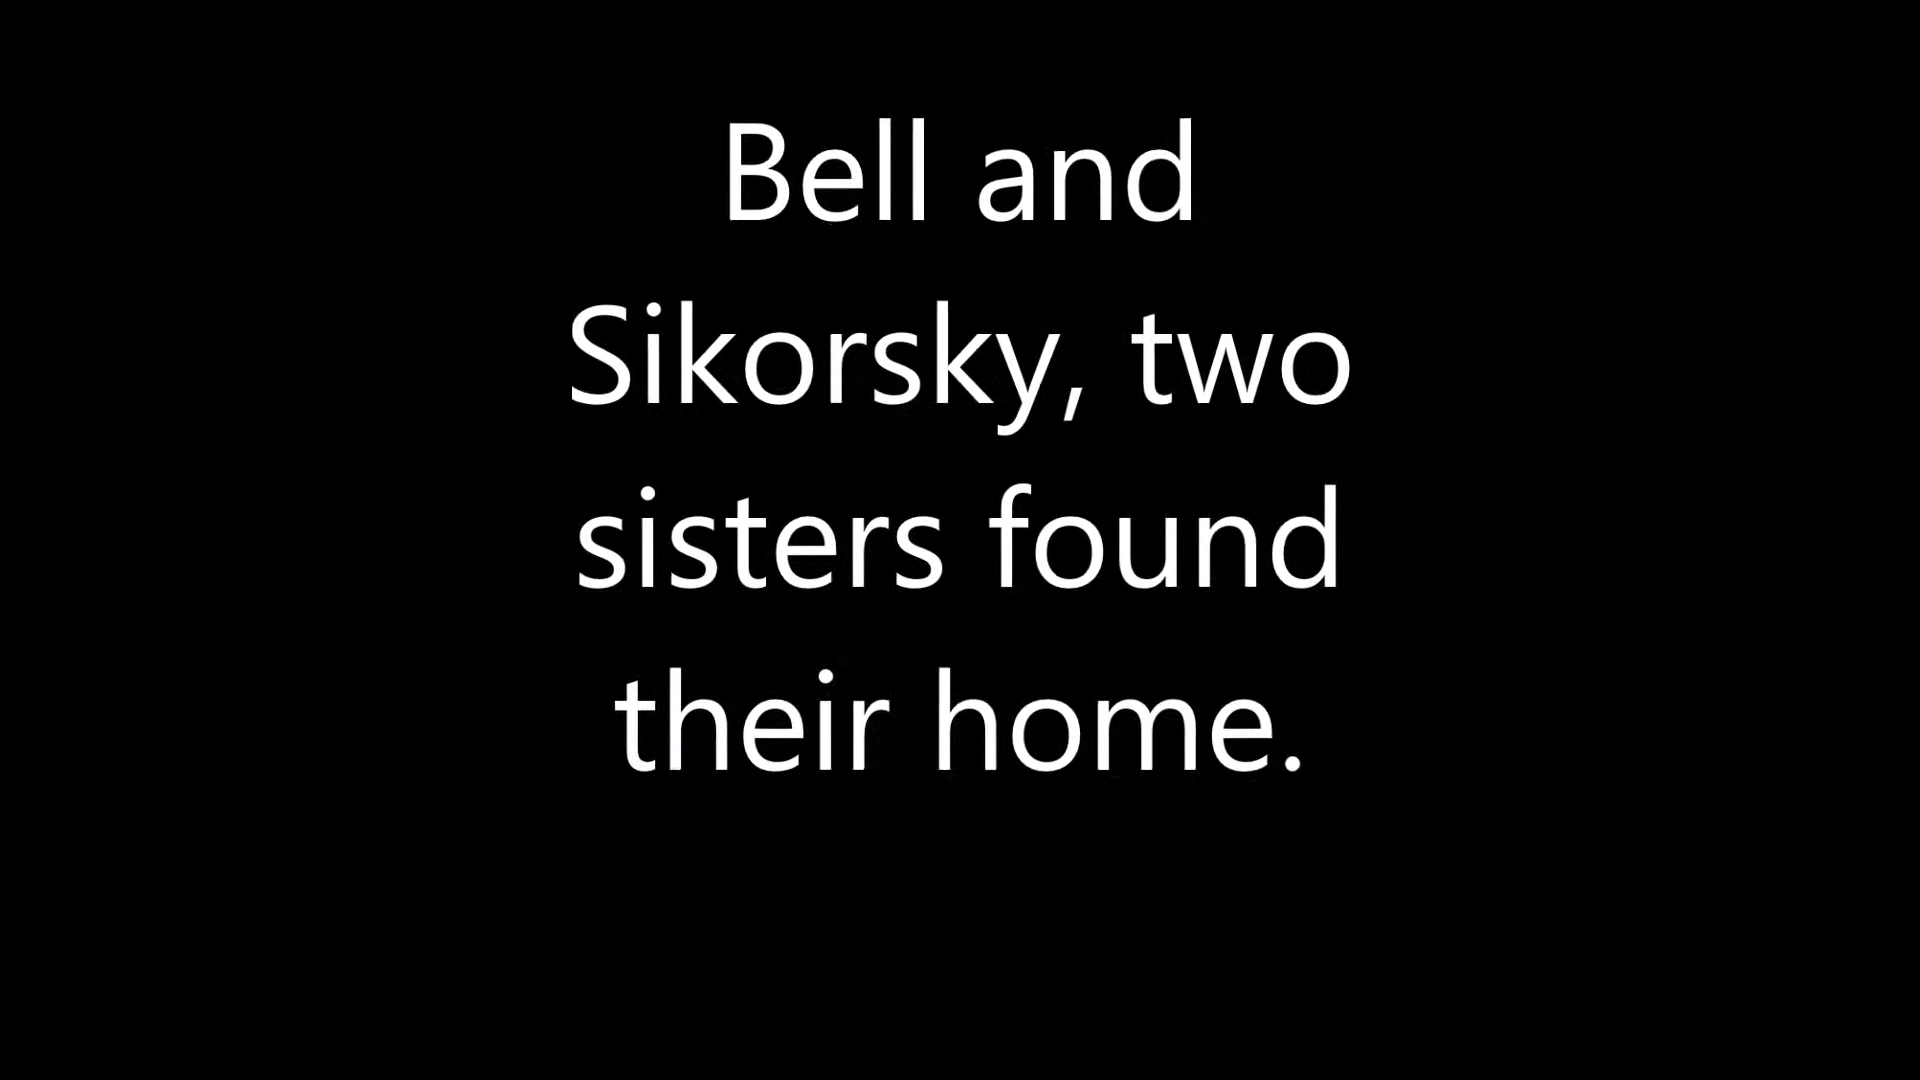 Bell and
Sikorsky, two
sisters found
their home.